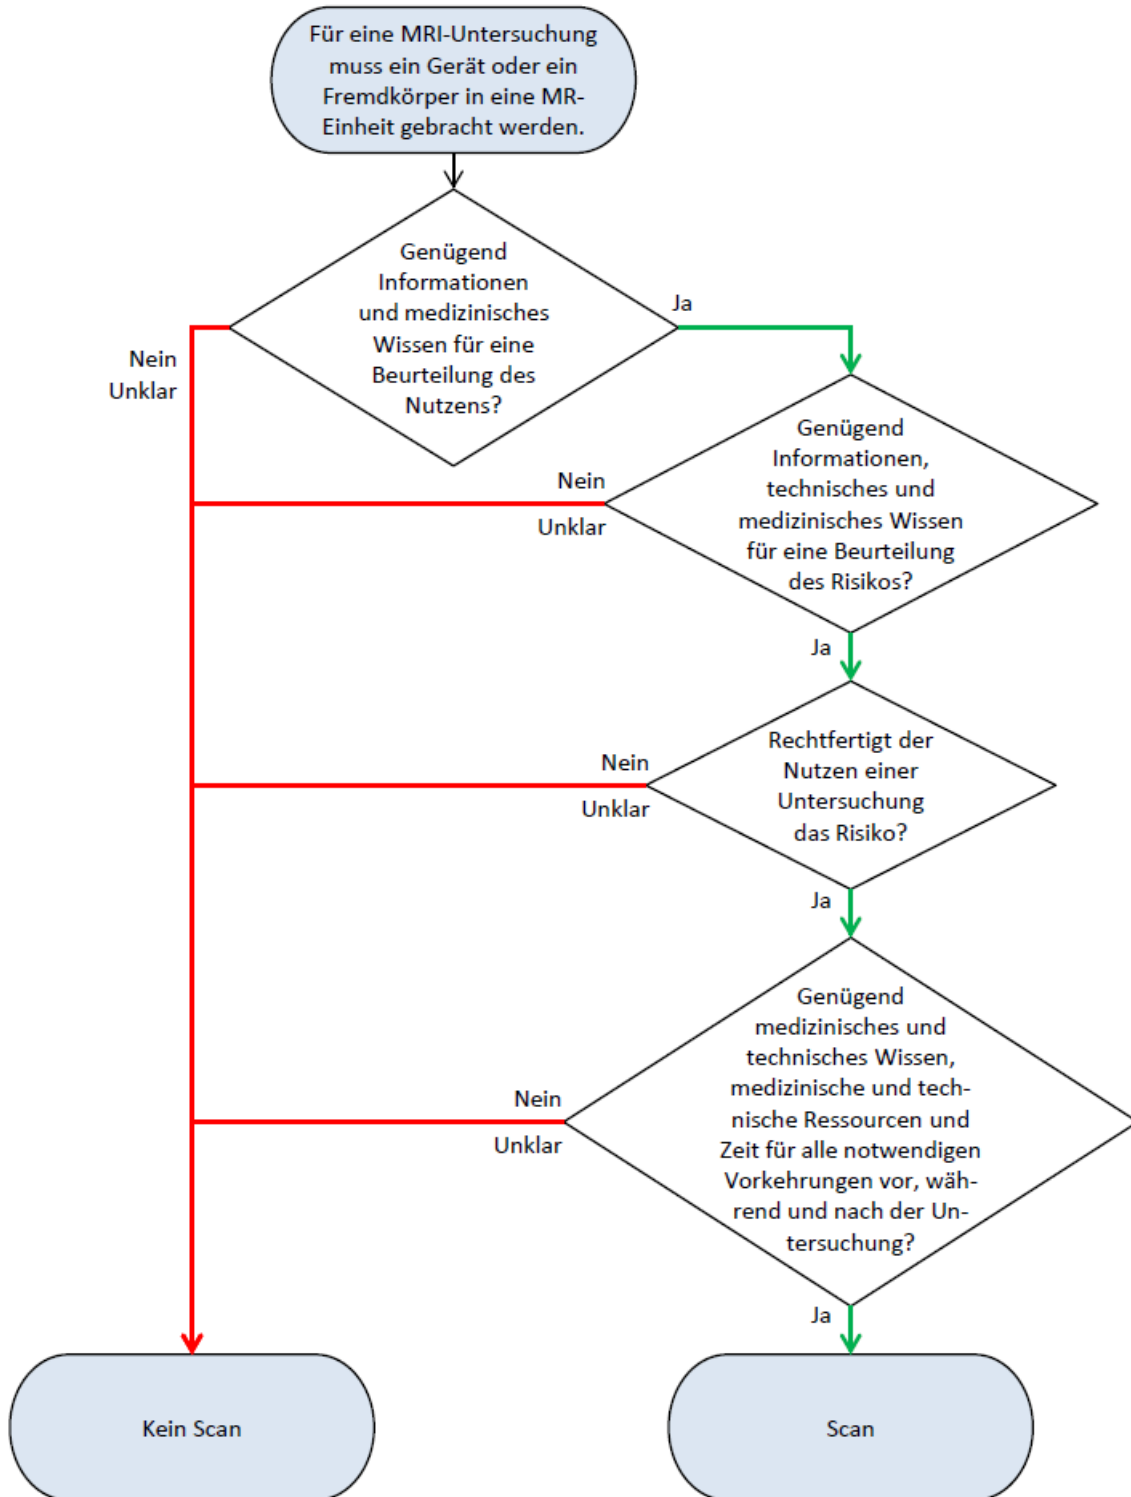 Für eine MRI-Untersuchung
muss ein Gerät oder ein
Fremdkörper in eine MR-
Einheit gebracht werden.
Genügend
Informationen
und medizinisches
Wissen für eine
Beurteilung des
Nutzens?
Ja
Nein
Unklar
Genügend
Informationen,
technisches und
medizinisches Wissen
für eine Beurteilung
des Risikos?
Nein
Unklar
Ja
Rechtfertigt der
Nutzen einer
Untersuchung
das Risiko?
Nein
Unklar
Ja
Genügend
medizinisches und
technisches Wissen,
medizinische und tech-
nische Ressourcen und
Zeit für alle notwendigen
Vorkehrungen vor, wäh-
rend und nach der Un-
tersuchung?
Nein
Unklar
Ja
Kein Scan
Scan